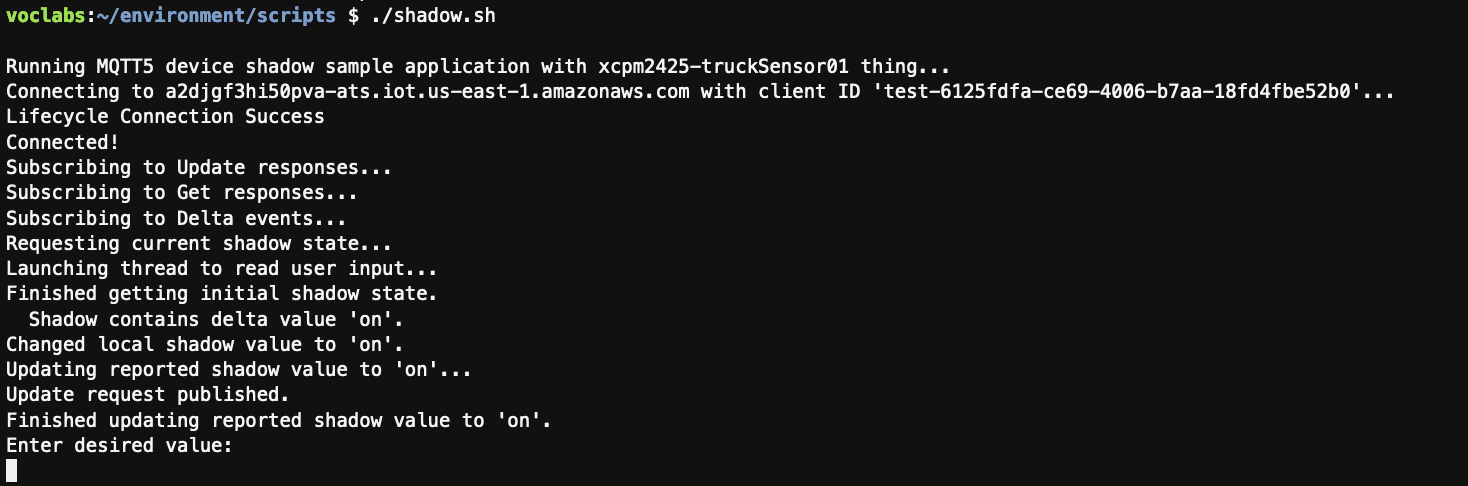 voclabs:~/environment/scripts $ ./shadow.sh
Running MQTT5 device shadow sample application with xcpm2425-truckSensor01 thing...
Connecting to a2djgf3hi50pva-ats.iot.us-east-1.amazonaws.com with client ID 'test-6125fdfa-ce69-4006-b7aa-18fd4fbe52b0'...
Lifecycle Connection Success
Connected!
Subscribing to Update responses...
Subscribing to Get responses...
Subscribing to Delta events...
Requesting current shadow state...
Launching thread to read user input...
Finished getting initial shadow state.
  Shadow contains delta value 'on'.
Changed local shadow value to 'on'.
Updating reported shadow value to 'on'...
Update request published.
Finished updating reported shadow value to 'on'.
Enter desired value: